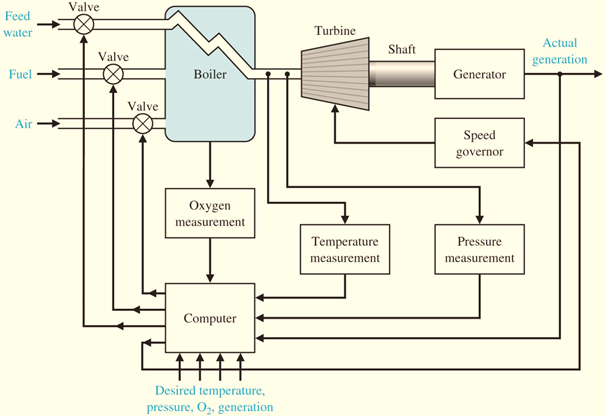 Feed
water
Valve
Turbine
Shaft
Actual
generation
Valve
Fuel
Boiler
Generator
Valve
Air
Speed
governor
Oxygen
measurement
Temperature
measurement
Pressure
measurement
Computer
Desired temperature,
pressure, O₂, generation